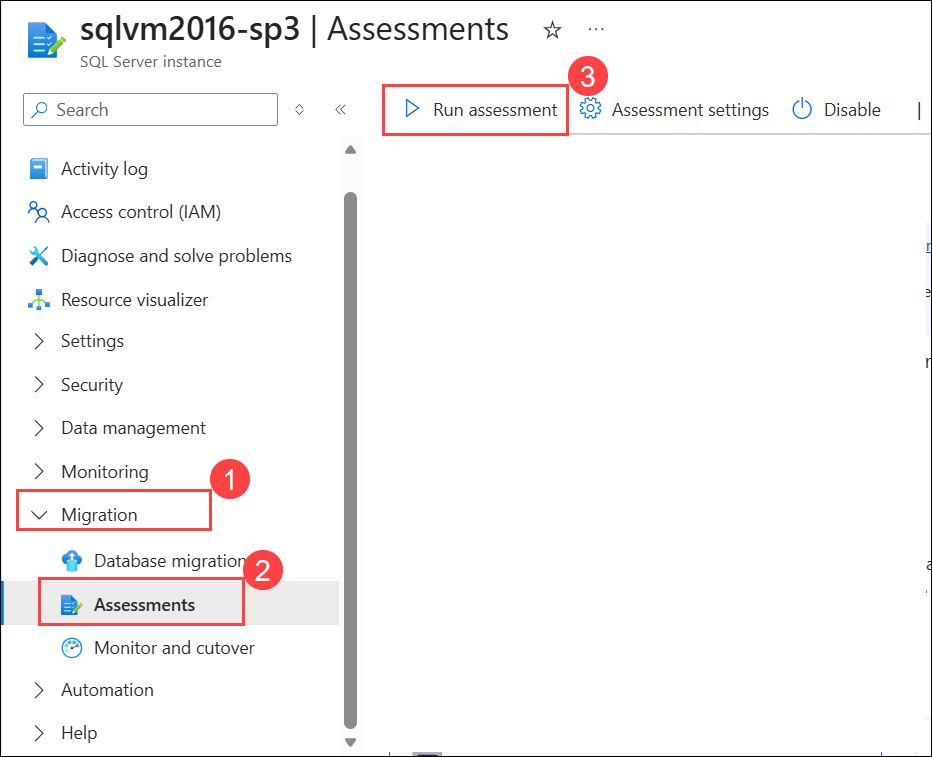 sqlvm2016-sp3 | Assessments
SQL Server instance
Search
Run assessment
3
Assessment settings
Disable
Activity log
Access control (IAM)
Diagnose and solve problems
Resource visualizer
Settings
Security
Data management
Monitoring
1
Migration
Database migration
2
Assessments
Monitor and cutover
Automation
Help